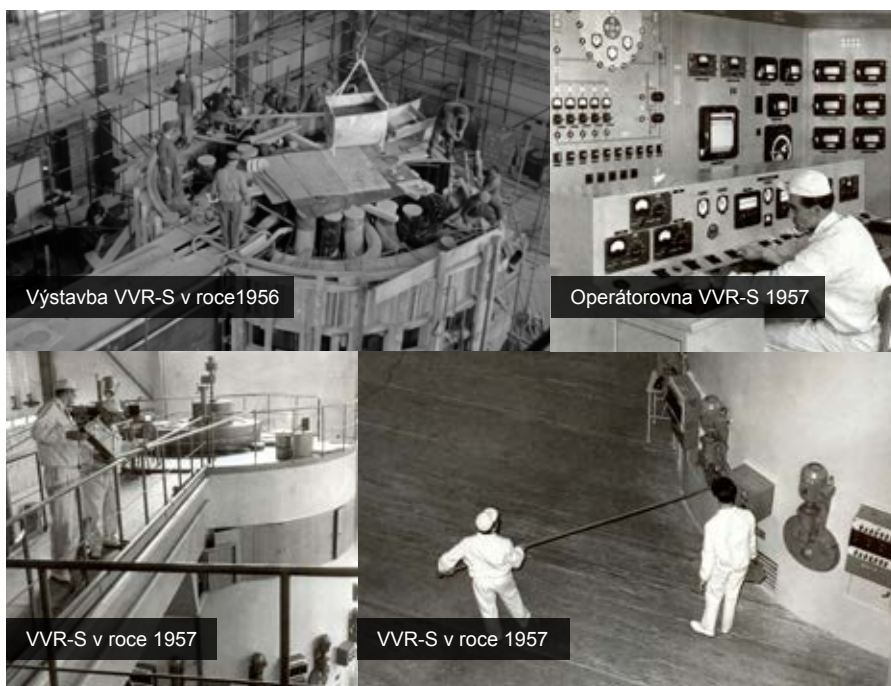 Výstavba VVR-S v roce1956
Operátorovna VVR-S 1957
VVR-S v roce 1957
VVR-S v roce 1957